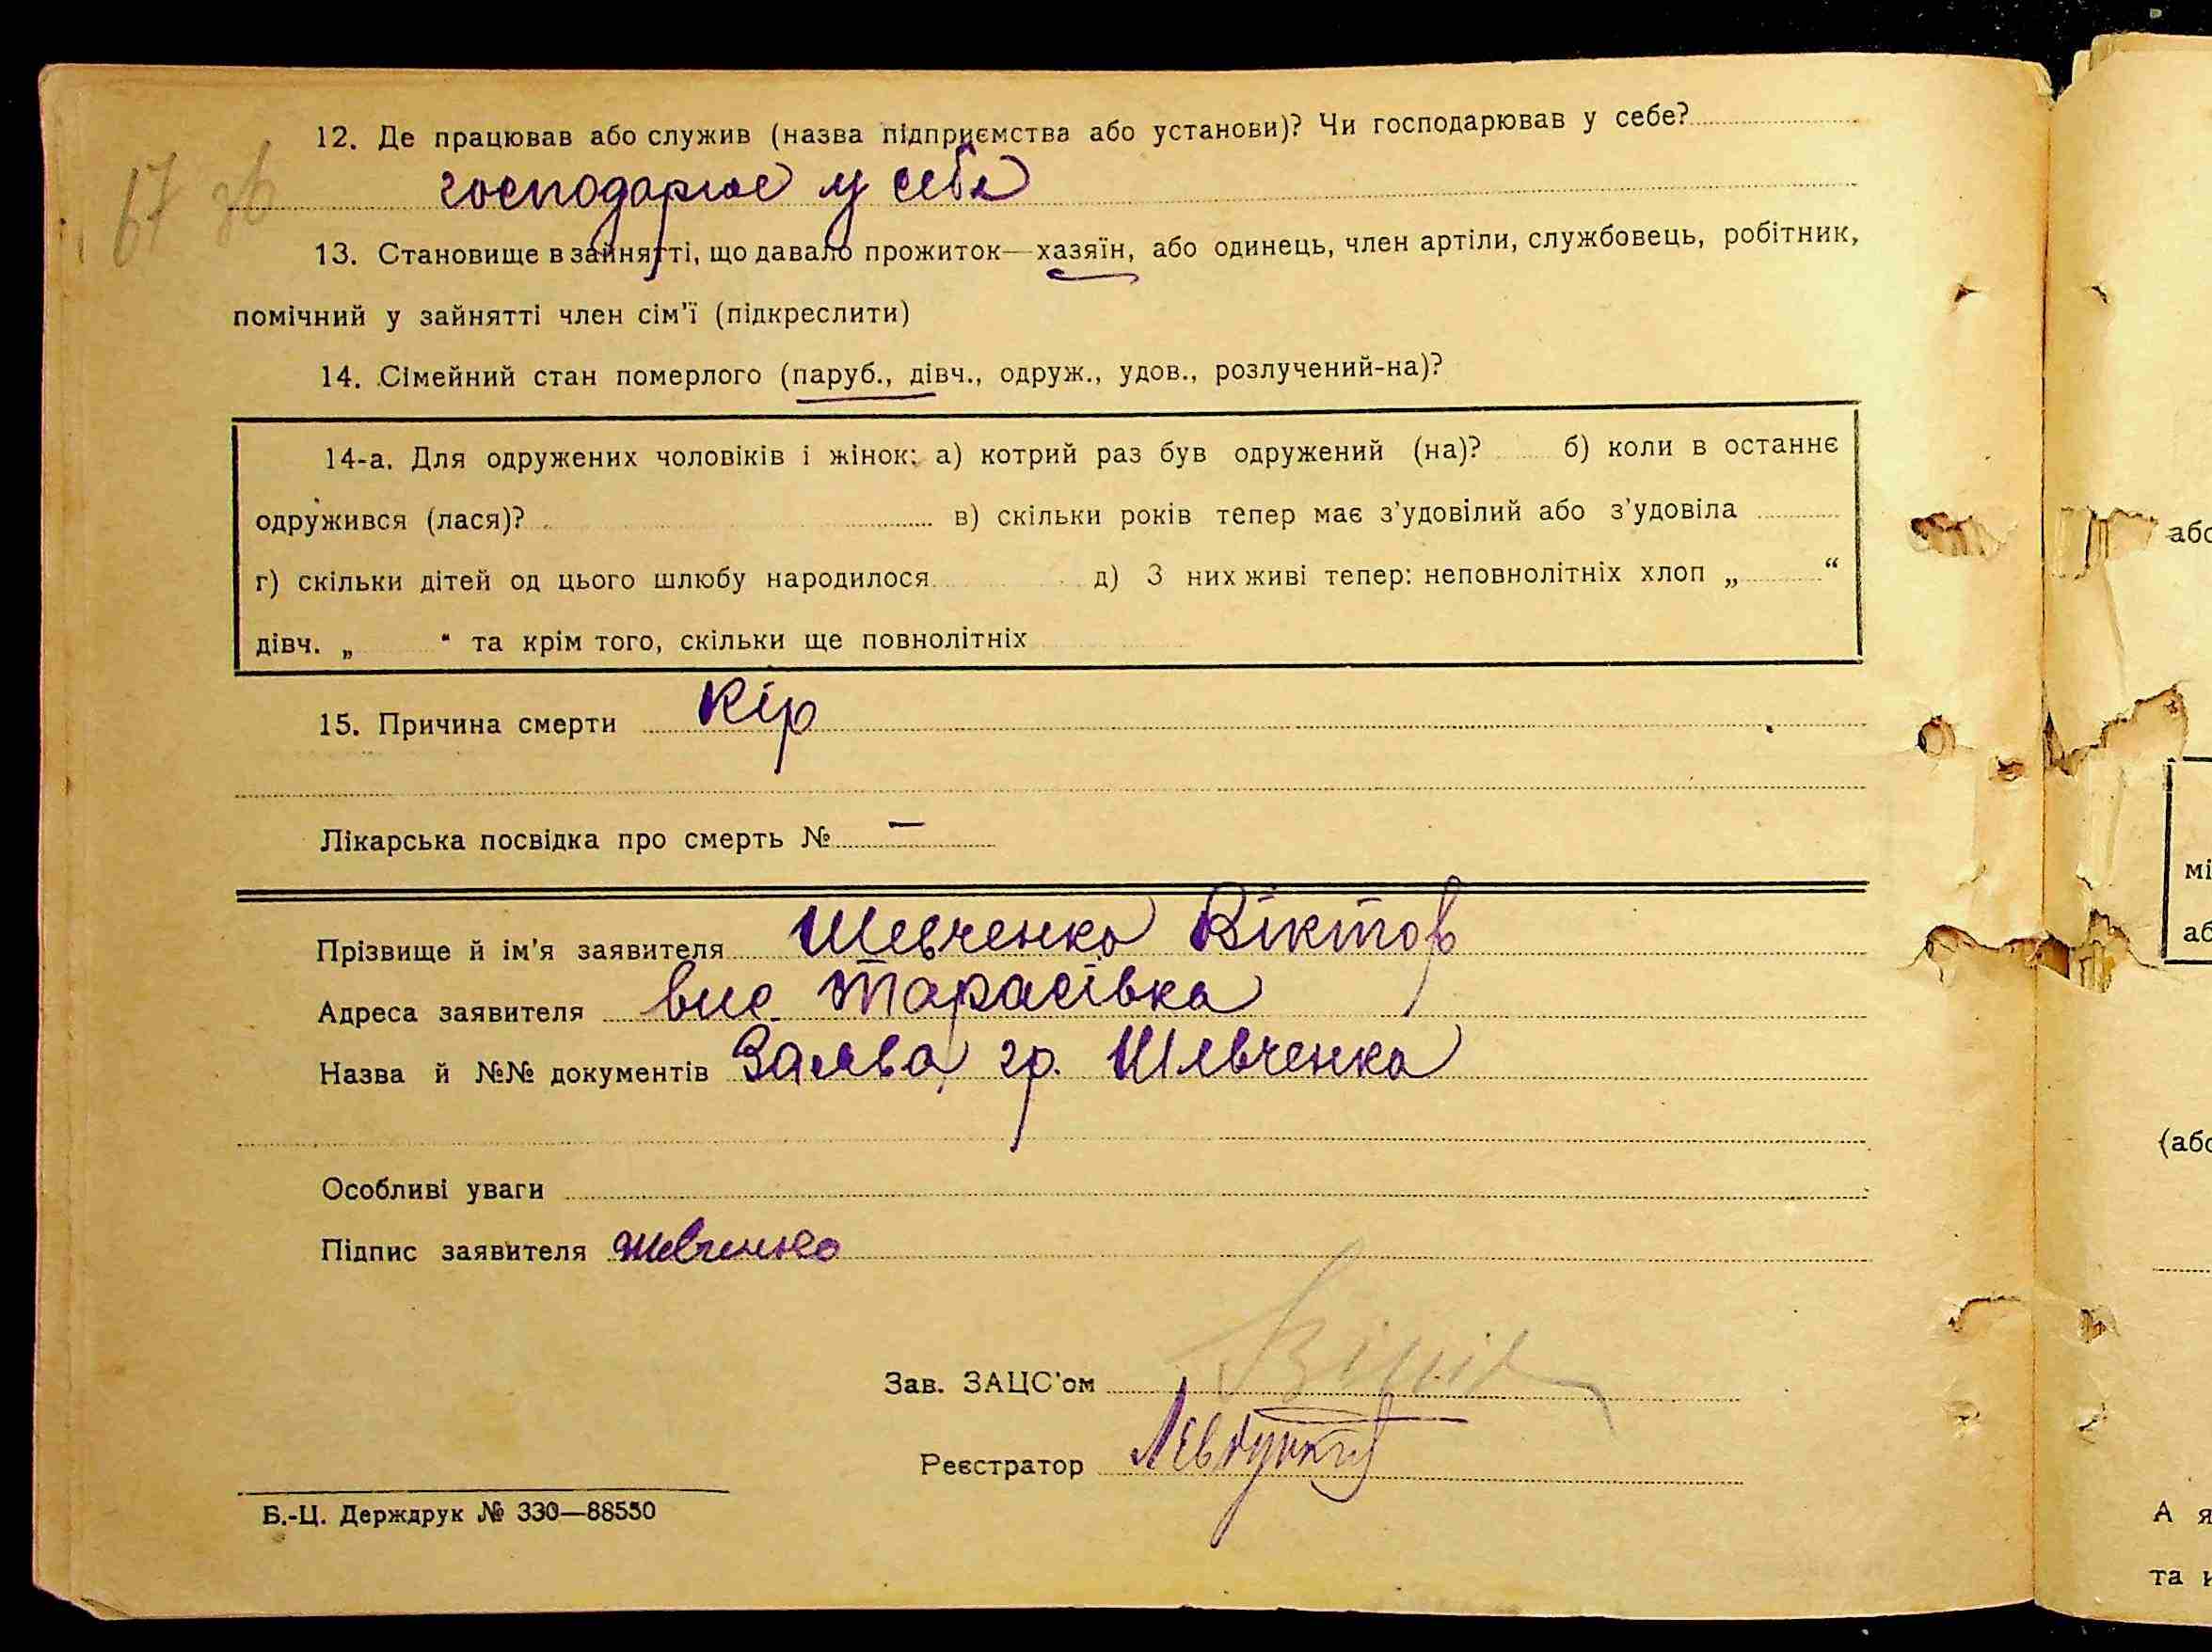 67 зв
12. Де працював або служив (назва підприємства або установи)? Чи господарював у себе?
господарює у себе
13. Становище в зайнятті, що давало прожиток—хазяїн, або одинець, член артіли, службовець, робітник,
помічний у зайнятті член сім'ї (підкреслити)
14. Сімейний стан померлого (паруб., дівч., одруж., удов., розлучений-на)?
14-а. Для одружених чоловіків і жінок: а) котрий раз був одружений (на)? б) коли в останнє
одружився (лася)? в) скільки років тепер має з'удовілий або з'удовіла
г) скільки дітей од цього шлюбу народилося д) З них живі тепер: неповнолітніх хлоп „ “
дівч. „ “ та крім того, скільки ще повнолітніх
15. Причина смерти Кір
Лікарська посвідка про смерть № —
Прізвище й ім'я заявителя Шевченко Віктор
Адреса заявителя вис. Тарасівка
Назва й №№ документів Заява гр. Шевченка
Особливі уваги
Підпис заявителя Шевченко
Зав. ЗАЦС'ом
Реєстратор
Б.-Ц. Держдрук № 330—88550
або
мі
аб
(або
А я
та